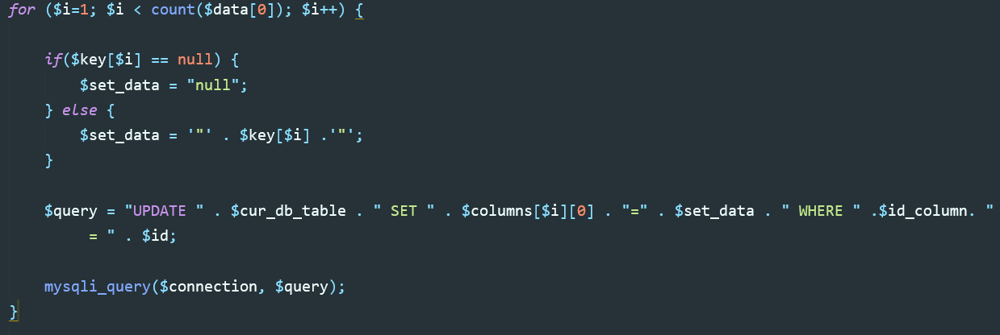 for ($i=1; $i < count($data[0]); $i++) {
if($key[$i] == null) {
$set_data = "null";
} else {
$set_data = '"' . $key[$i] .'"';
}
$query = "UPDATE " . $cur_db_table . " SET " . $columns[$i][0] . "=" . $set_data . " WHERE " .$id_column. "
= " . $id;
mysqli_query($connection, $query);
}